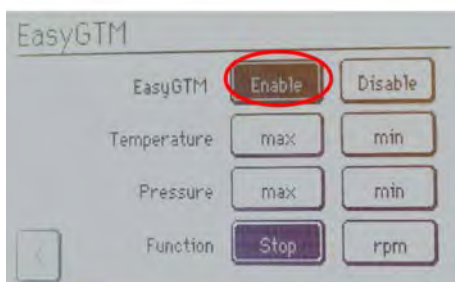 EasyGTM
EasyGTM Enable Disable
Temperature max min
Pressure max min
Function Stop rpm
<